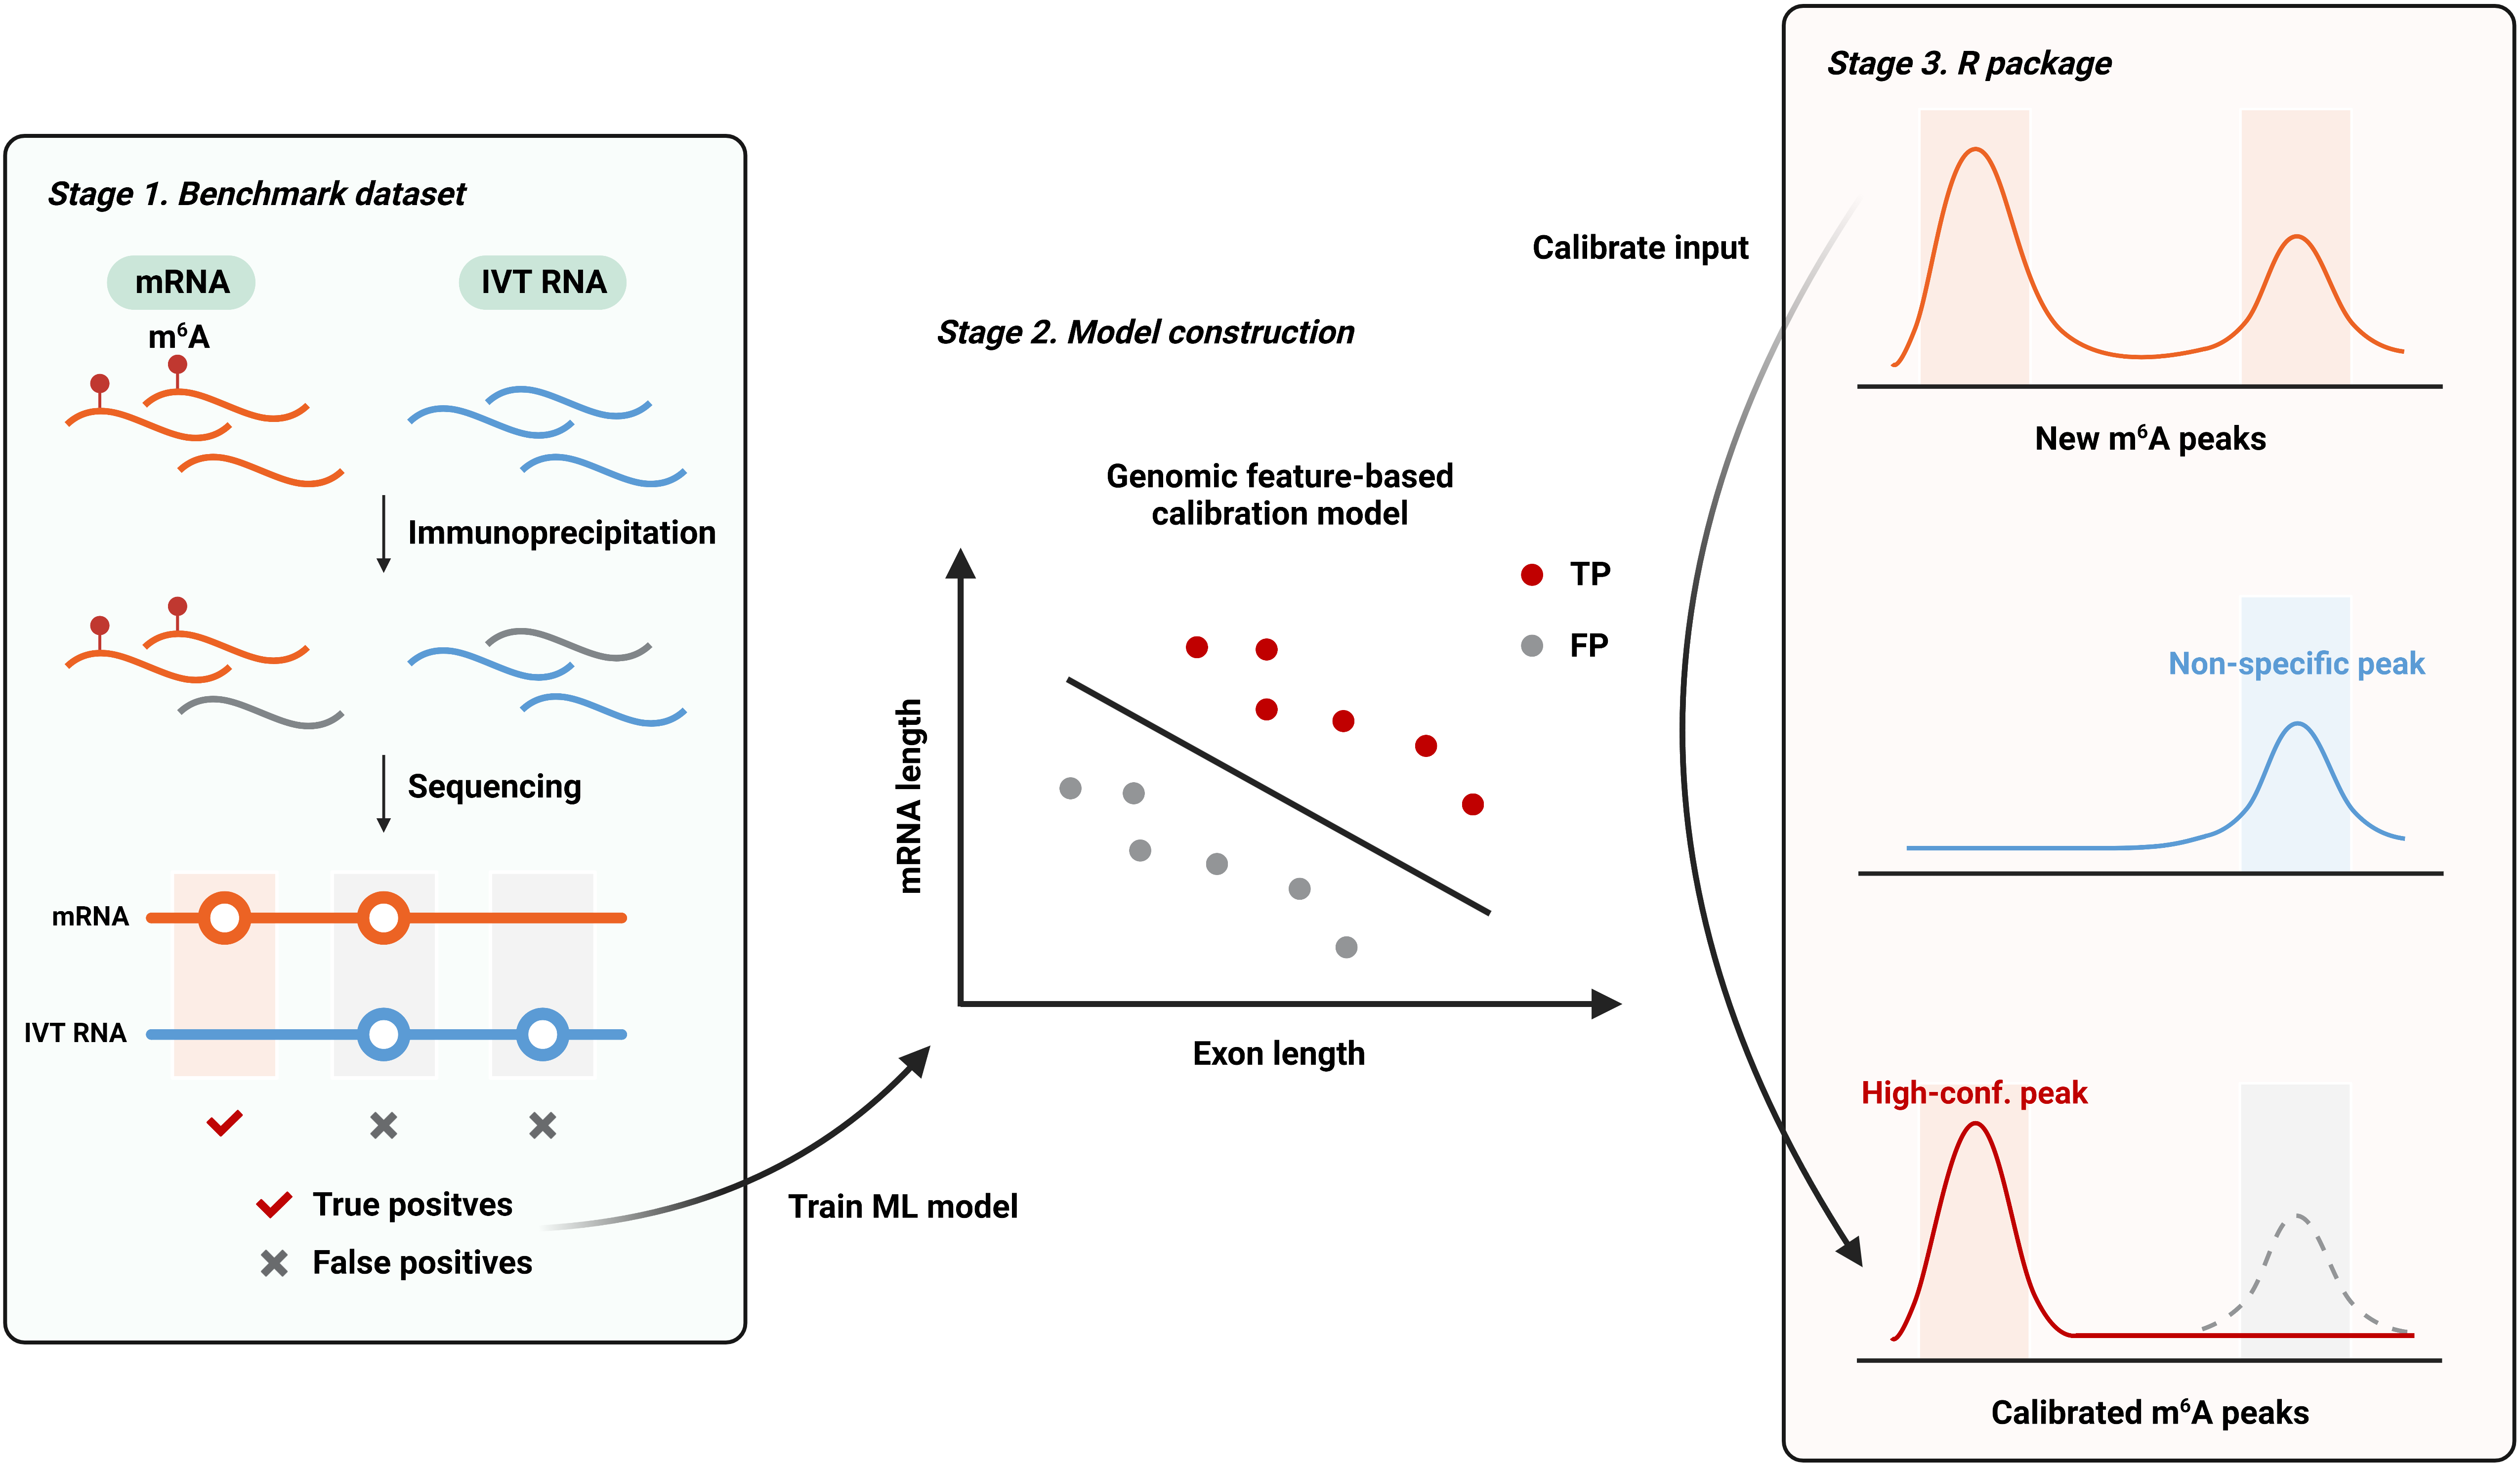 Stage 1. Benchmark dataset
mRNA
IVT RNA
m⁶A
Immunoprecipitation
Sequencing
mRNA
IVT RNA
True positves
False positives
Train ML model
Stage 2. Model construction
Genomic feature-based
calibration model
TP
FP
mRNA length
Exon length
Calibrate input
Stage 3. R package
New m⁶A peaks
Non-specific peak
High-conf. peak
Calibrated m⁶A peaks